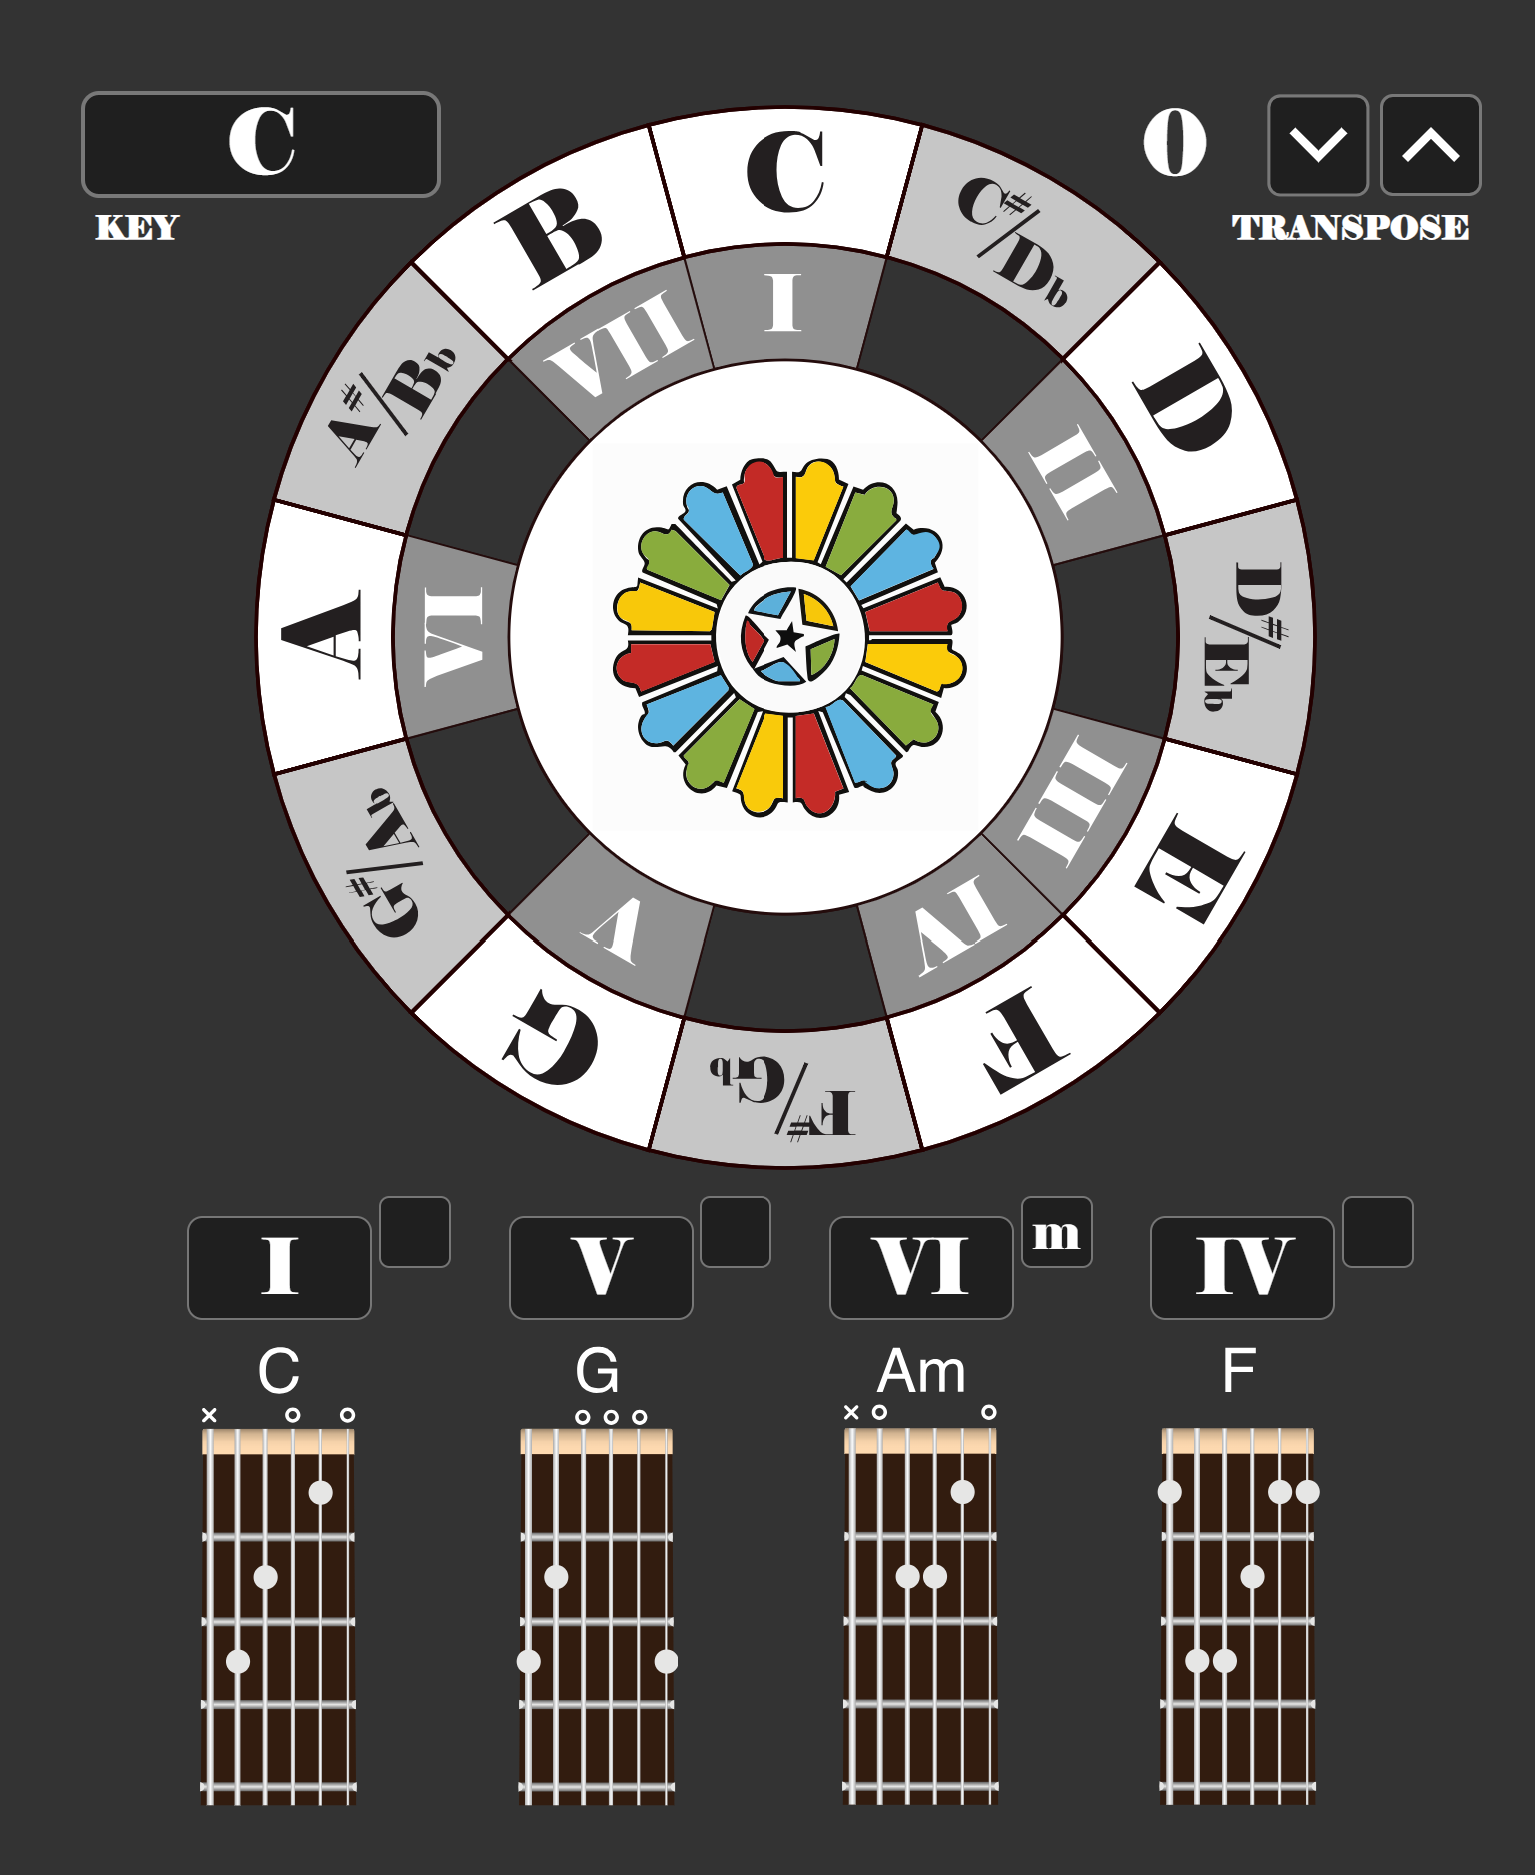 C
KEY
0
TRANSPOSE
C
C#/Db
D
D#/Eb
E
F
F#/Gb
G
G#/Ab
A
A#/Bb
B
I
II
III
IV
V
VI
VII
I V VI m IV
C G Am F
× o o o o o × o o